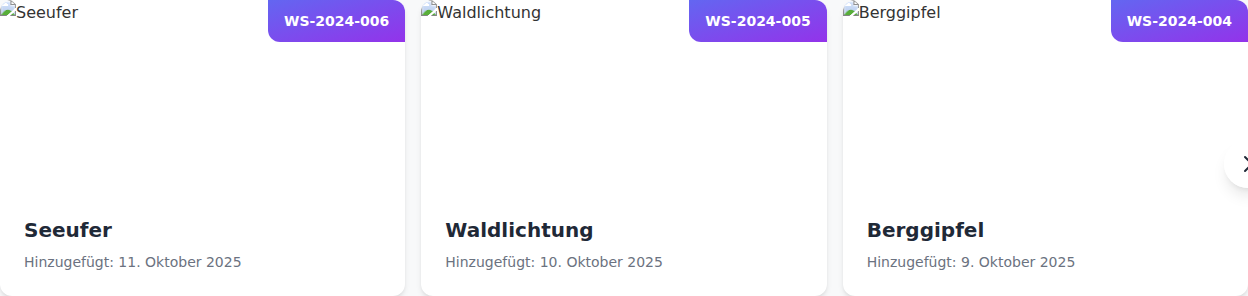 Seeufer
WS-2024-006
Seeufer
Hinzugefügt: 11. Oktober 2025
Waldlichtung
WS-2024-005
Waldlichtung
Hinzugefügt: 10. Oktober 2025
Berggipfel
WS-2024-004
Berggipfel
Hinzugefügt: 9. Oktober 2025